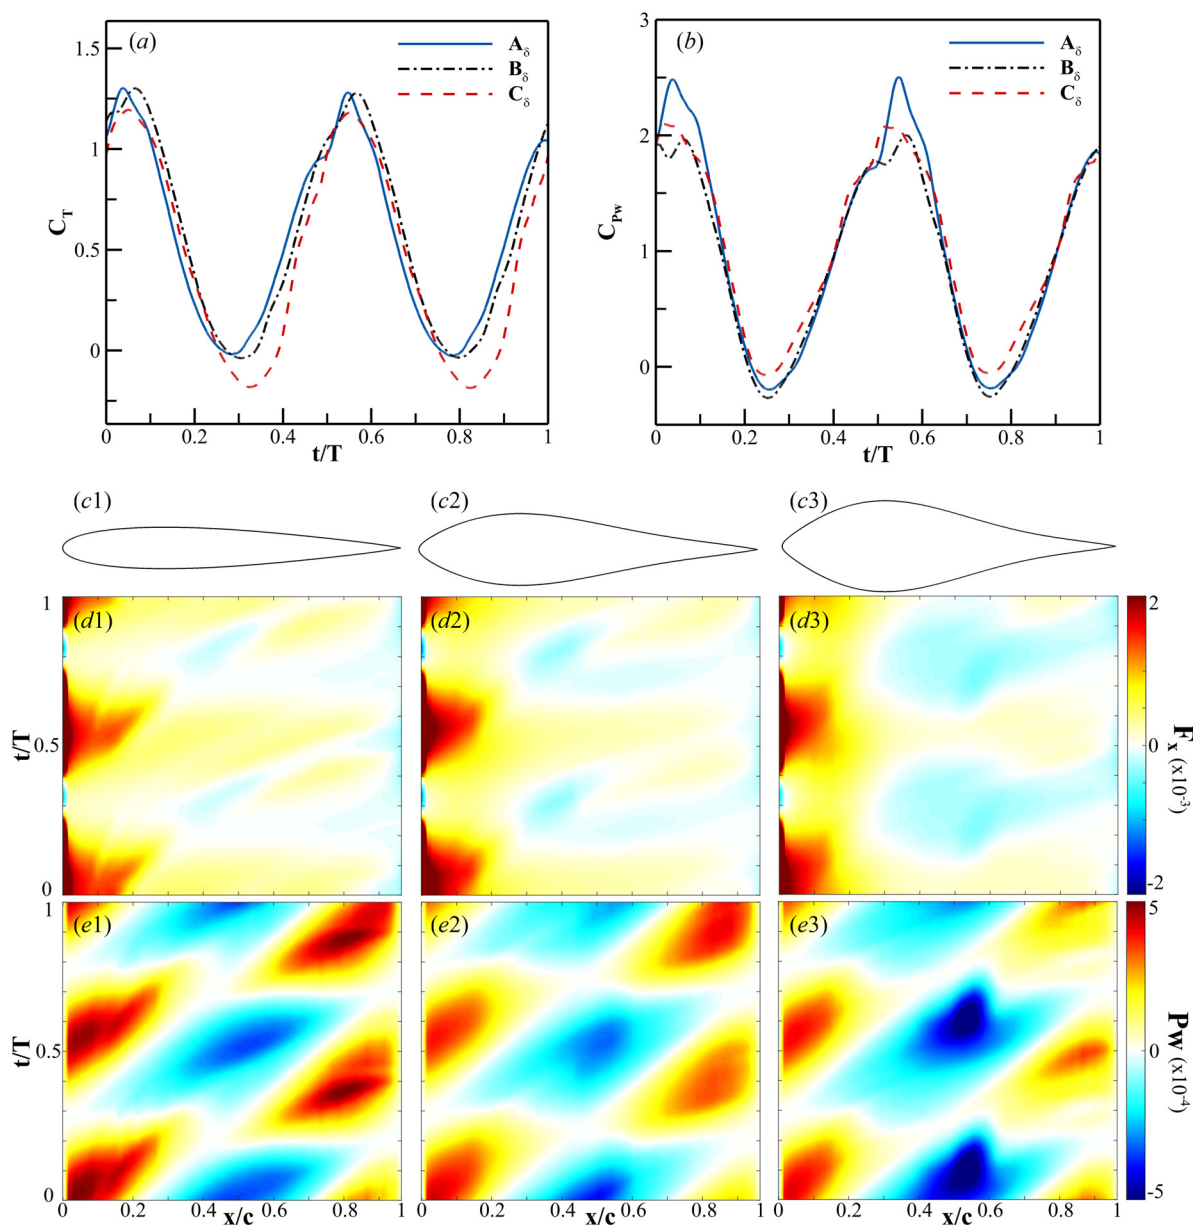 (a)
A_δ
B_δ
C_δ
1.5
1
0.5
0
C_T
0
0.2
0.4
0.6
0.8
1
t/T
(b)
A_δ
B_δ
C_δ
3
2
1
0
C_Pw
0
0.2
0.4
0.6
0.8
1
t/T
(c1)
(c2)
(c3)
1
0.5
0
t/T
(d1)
(d2)
(d3)
2
0
-2
F_x (x10^-3)
1
0.5
0
t/T
(e1)
(e2)
(e3)
5
0
-5
Pw (x10^-4)
0 0.2 0.4 0.6 0.8 1
x/c
0 0.2 0.4 0.6 0.8 1
x/c
0 0.2 0.4 0.6 0.8 1
x/c